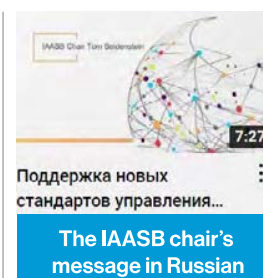 IAASB Chair Tom Seidenstein
7:27
Поддержка новых
стандартов управления...
The IAASB chair's
message in Russian